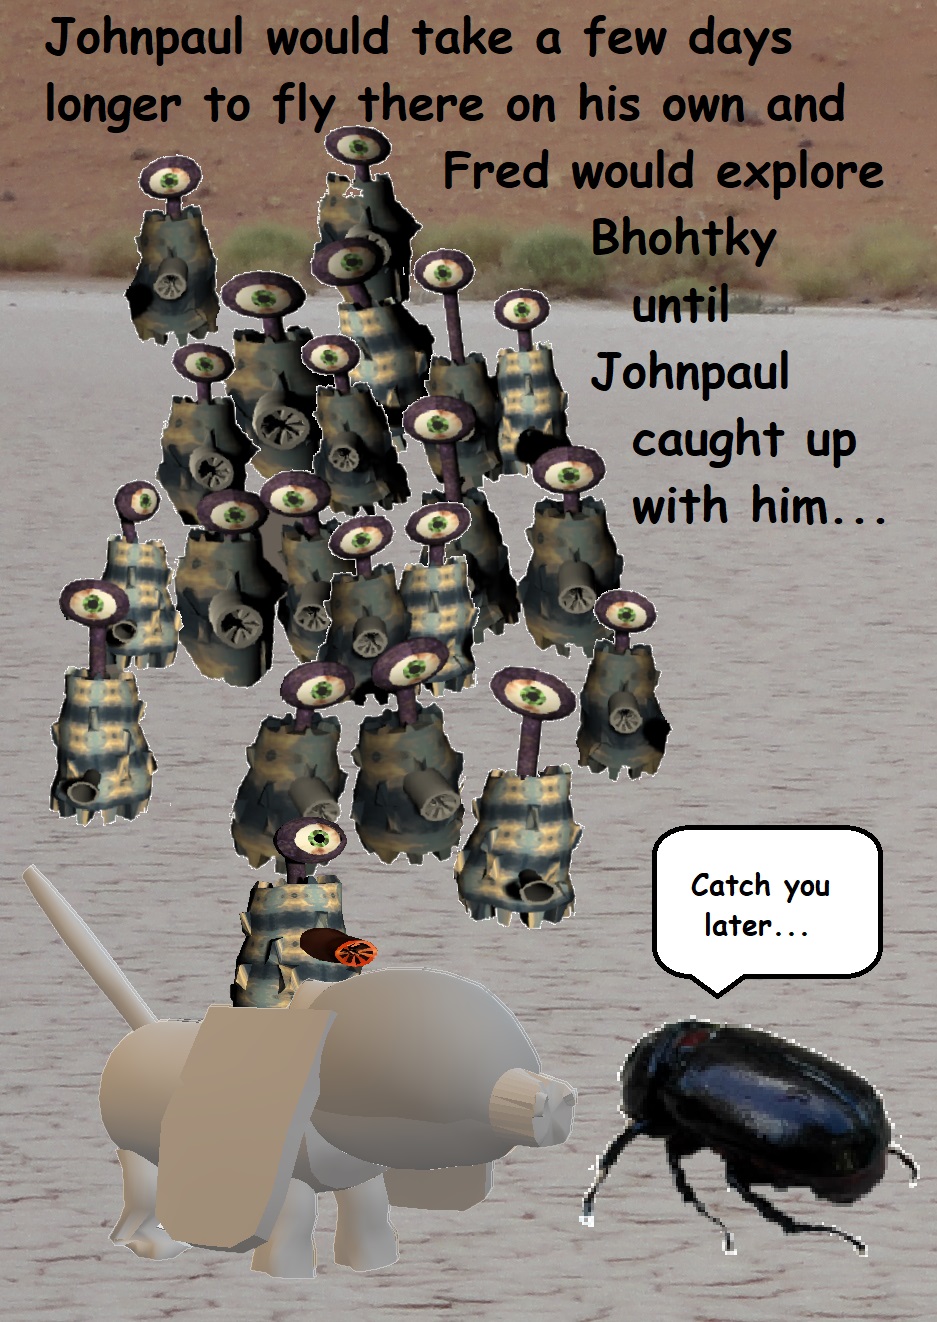 Johnpaul would take a few days
longer to fly there on his own and
Fred would explore
Bhohtky
until
Johnpaul
caught up
with him...
Catch you
later...